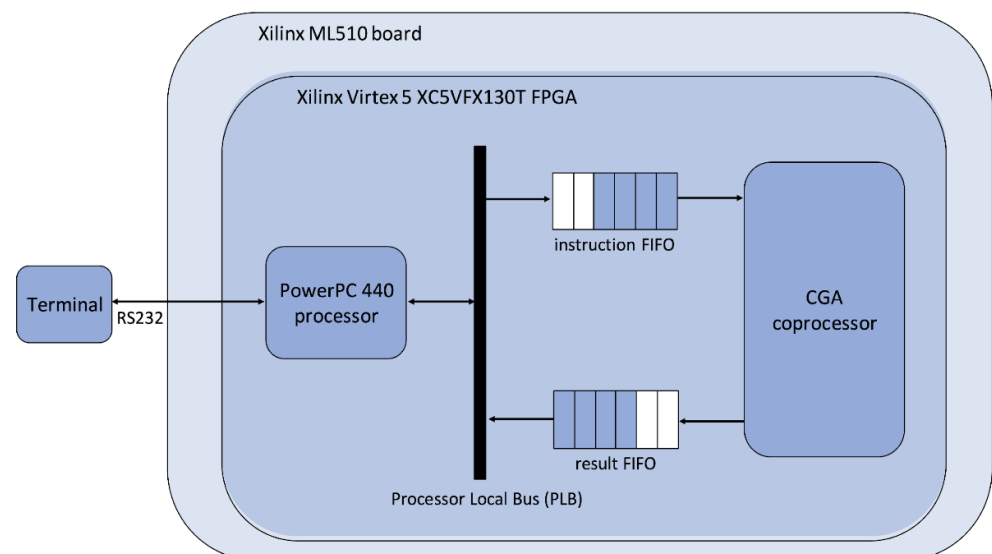 Xilinx ML510 board
Xilinx Virtex 5 XC5VFX130T FPGA
instruction FIFO
Terminal
RS232
PowerPC 440
processor
CGA
coprocessor
result FIFO
Processor Local Bus (PLB)